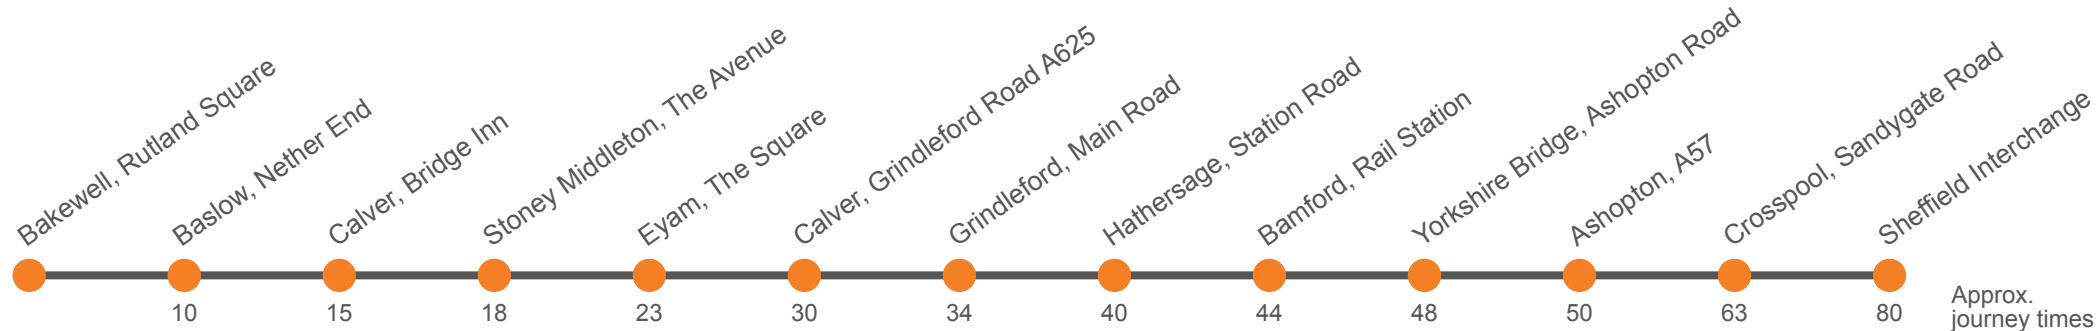 Bakewell, Rutland Square
Baslow, Nether End
Calver, Bridge Inn
Stoney Middleton, The Avenue
Eyam, The Square
Calver, Grindleford Road A625
Grindleford, Main Road
Hathersage, Station Road
Bamford, Rail Station
Yorkshire Bridge, Ashopton Road
Ashopton, A57
Crosspool, Sandygate Road
Sheffield Interchange
10
15
18
23
30
34
40
44
48
50
63
80
Approx.
journey times